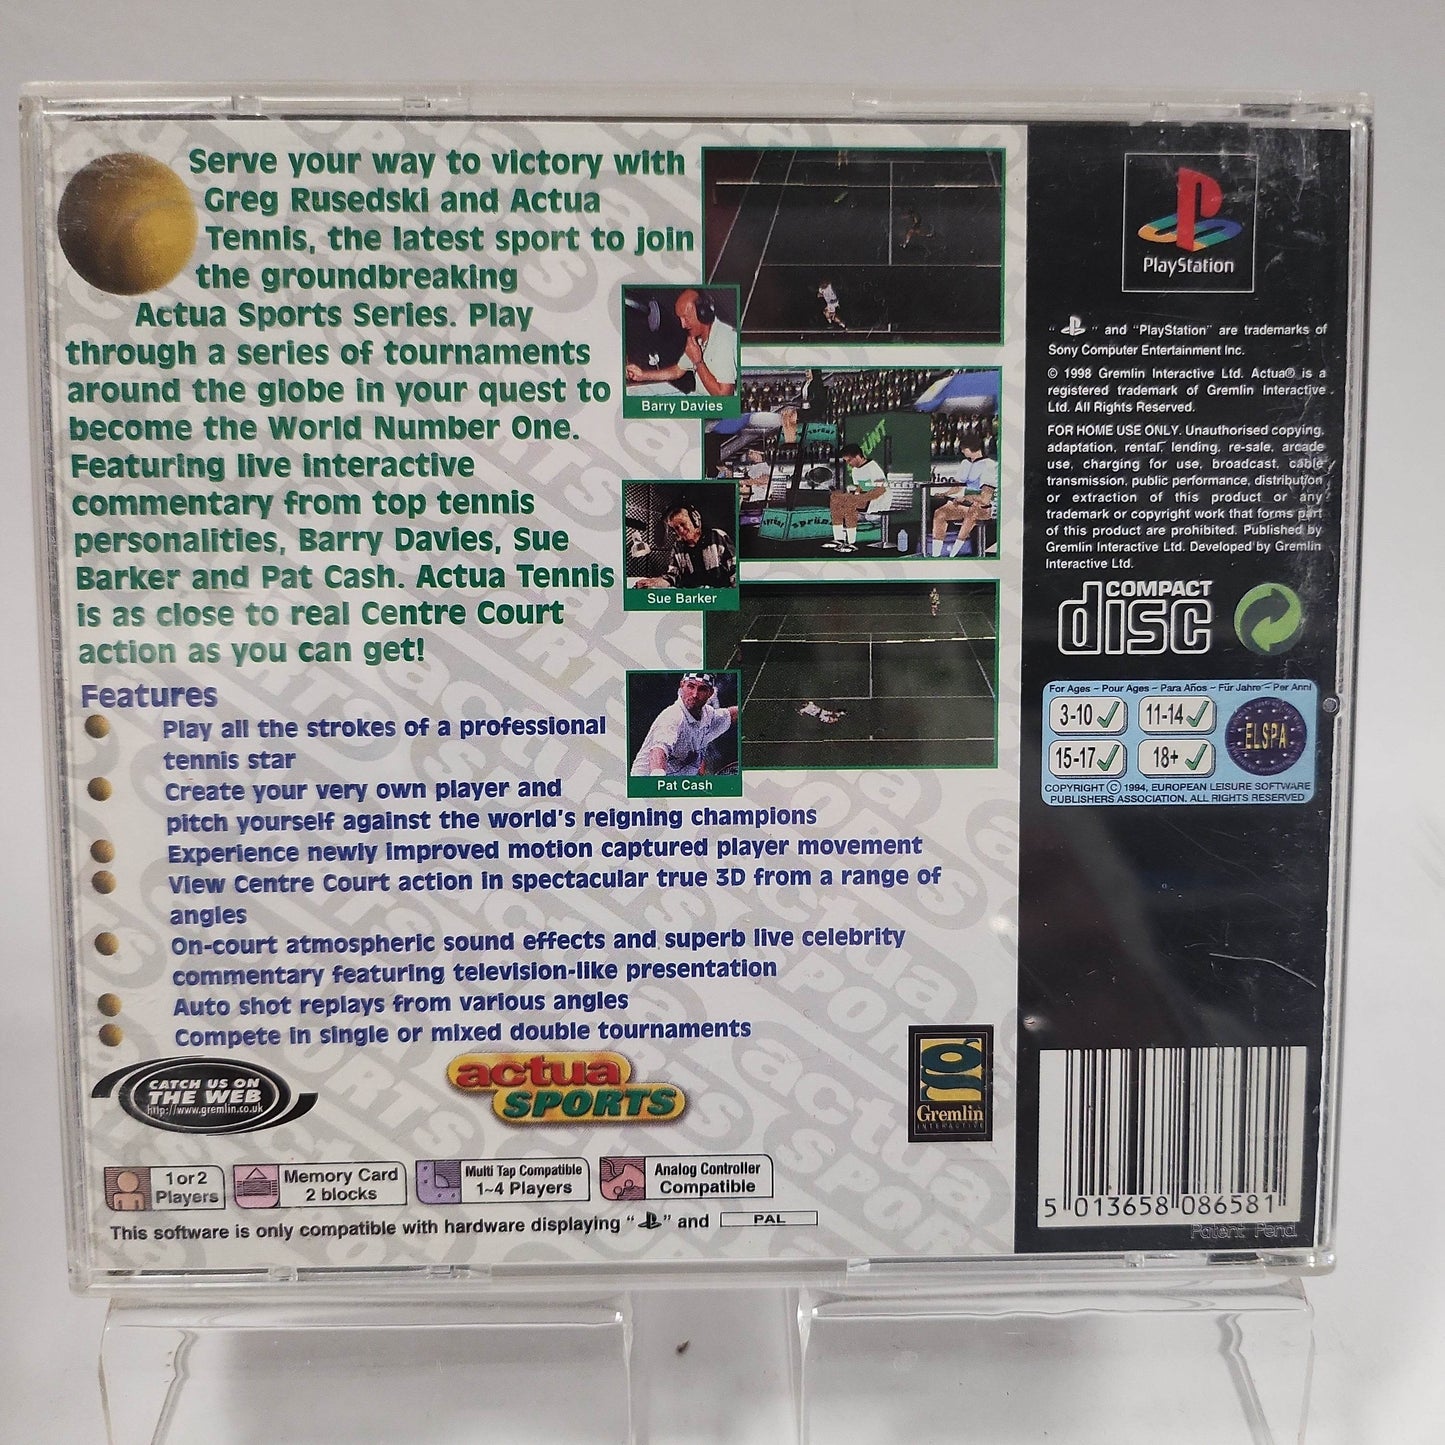 Serve your way to victory with
Greg Rusedski and Actua
Tennis, the latest sport to join
the groundbreaking
Actua Sports Series. Play
through a series of tournaments
around the globe in your quest to
become the World Number One.
Featuring live interactive
commentary from top tennis
personalities, Barry Davies, Sue
Barker and Pat Cash. Actua Tennis
is as close to real Centre Court
action as you can get!
Barry Davies
Sue Barker
Pat Cash
Features
Play all the strokes of a professional
tennis star
Create your very own player and
pitch yourself against the world's reigning champions
Experience newly improved motion captured player movement
View Centre Court action in spectacular true 3D from a range of
angles
On-court atmospheric sound effects and superb live celebrity
commentary featuring television-like presentation
Auto shot replays from various angles
Compete in single or mixed double tournaments
CATCH US ON
THE WEB
http://www.gremlin.co.uk
actua
SPORTS
Gremlin
INTERACTIVE
1 or 2
Players
Memory Card
2 blocks
Multi Tap Compatible
1~4 Players
Analog Controller
Compatible
This software is only compatible with hardware displaying " " and PAL
PlayStation
" " and "PlayStation" are trademarks of
Sony Computer Entertainment Inc.
© 1998 Gremlin Interactive Ltd. Actua® is a
registered trademark of Gremlin Interactive
Ltd. All Rights Reserved.
FOR HOME USE ONLY. Unauthorised copying,
adaptation, rental, lending, re-sale, arcade
use, charging for use, broadcast, cable
transmission, public performance, distribution
or extraction of this product or any
trademark or copyright work that forms part
of this product are prohibited. Published by
Gremlin Interactive Ltd. Developed by Gremlin
Interactive Ltd.
COMPACT
disc
For Ages ~ Pour Ages ~ Para Años ~ Für Jahre ~ Per Anni
3-10 11-14
15-17 18+
ELSPA
COPYRIGHT © 1994, EUROPEAN LEISURE SOFTWARE
PUBLISHERS ASSOCIATION. ALL RIGHTS RESERVED
5 013658 086581
Patent Pend.